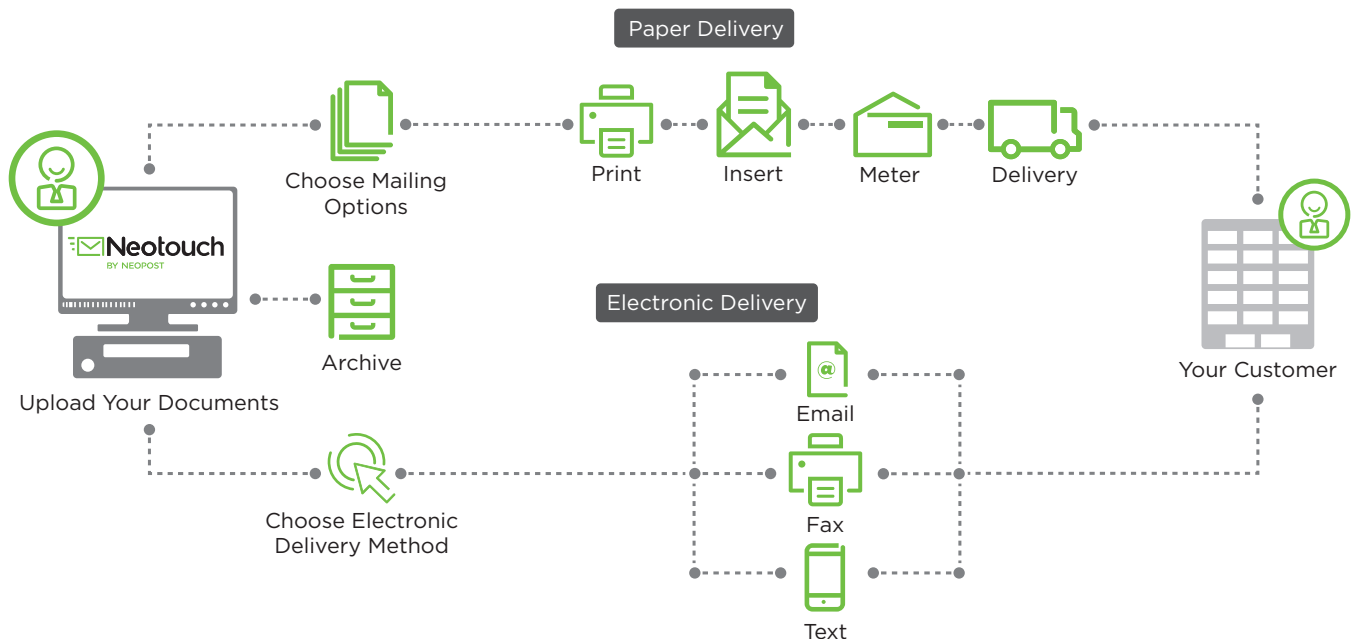 Paper Delivery
Choose Mailing
Options
Print
Insert
Meter
Delivery
Neotouch
BY NEOPOST
Upload Your Documents
Archive
Electronic Delivery
@
Email
Fax
Text
Choose Electronic
Delivery Method
Your Customer